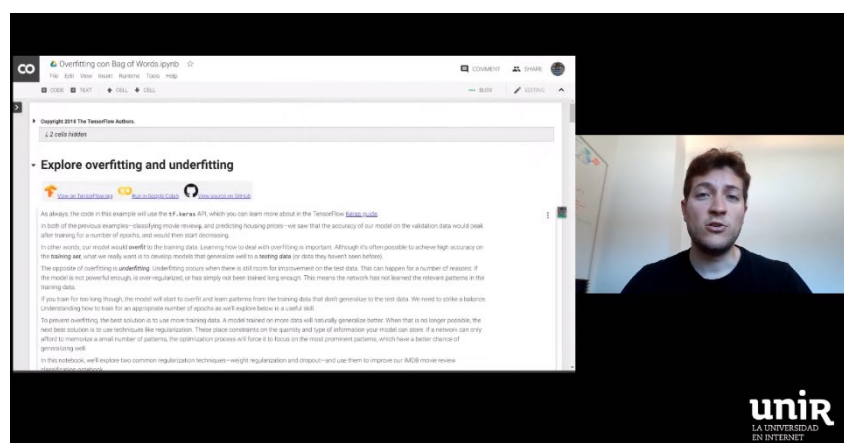 CO
Overfitting con Bag of Words.ipynb
File Edit View Insert Runtime Tools Help
COMMENT SHARE
CODE TEXT CELL CELL
BUSY EDITING
Copyright 2018 The TensorFlow Authors.
↳ 2 cells hidden
Explore overfitting and underfitting
View on TensorFlow.org Run in Google Colab View source on GitHub
As always, the code in this example will use the tf.keras API, which you can learn more about in the TensorFlow Keras guide.
In both of the previous examples—classifying movie reviews, and predicting housing prices—we saw that the accuracy of our model on the validation data would peak
after training for a number of epochs, and would then start decreasing.
In other words, our model would overfit to the training data. Learning how to deal with overfitting is important. Although it's often possible to achieve high accuracy on
the training set, what we really want is to develop models that generalize well to a testing data (or data they haven't seen before).
The opposite of overfitting is underfitting. Underfitting occurs when there is still room for improvement on the test data. This can happen for a number of reasons: If
the model is not powerful enough, is over-regularized, or has simply not been trained long enough. This means the network has not learned the relevant patterns in the
training data.
If you train for too long though, the model will start to overfit and learn patterns from the training data that don't generalize to the test data. We need to strike a balance.
Understanding how to train for an appropriate number of epochs as we'll explore below is a useful skill.
To prevent overfitting, the best solution is to use more training data. A model trained on more data will naturally generalize better. When that is no longer possible, the
next best solution is to use techniques like regularization. These place constraints on the quantity and type of information your model can store. If a network can only
afford to memorize a small number of patterns, the optimization process will force it to focus on the most prominent patterns, which have a better chance of
generalizing well.
In this notebook, we'll explore two common regularization techniques—weight regularization and dropout—and use them to improve our IMDB movie review
classification notebook.
unir
LA UNIVERSIDAD
EN INTERNET